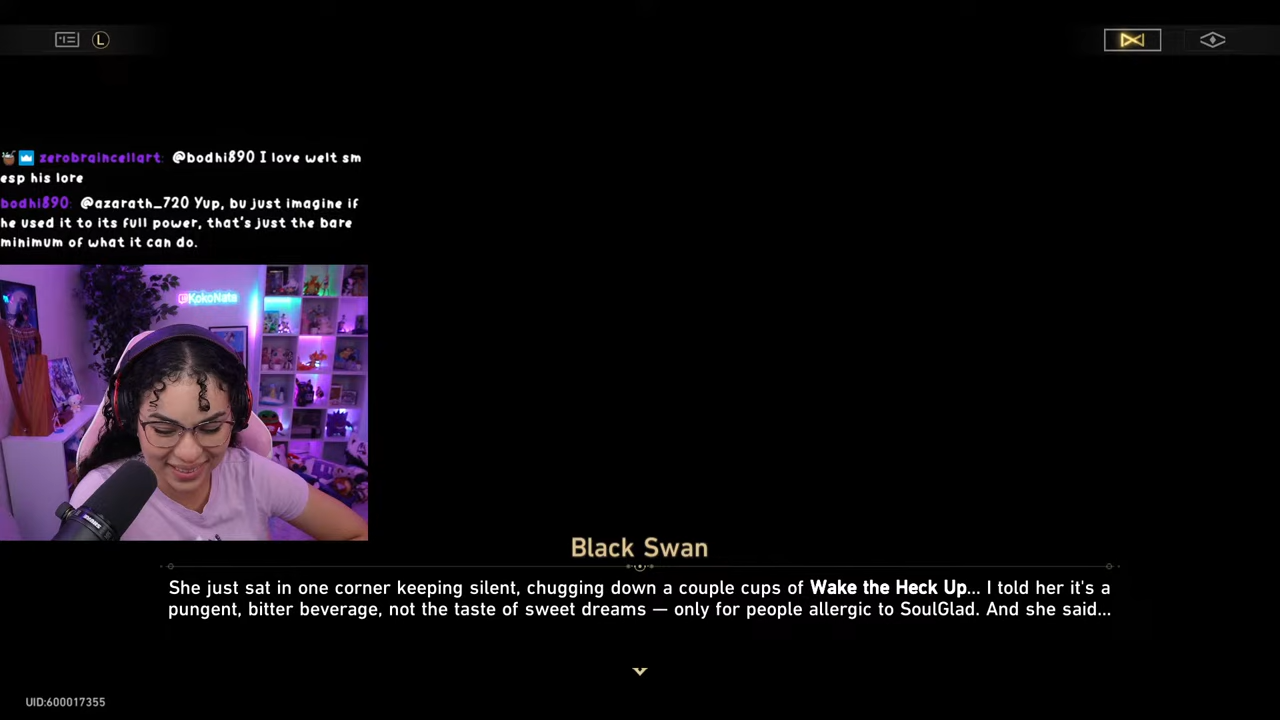 L
zerobraincellart: @bodhi890 I love welt sm
esp his lore
bodhi890: @azarath_720 Yup, bu just imagine if
he used it to its full power, that's just the bare
minimum of what it can do.
KokoNata
Black Swan
She just sat in one corner keeping silent, chugging down a couple cups of Wake the Heck Up... I told her it's a
pungent, bitter beverage, not the taste of sweet dreams — only for people allergic to SoulGlad. And she said...
UID:600017355